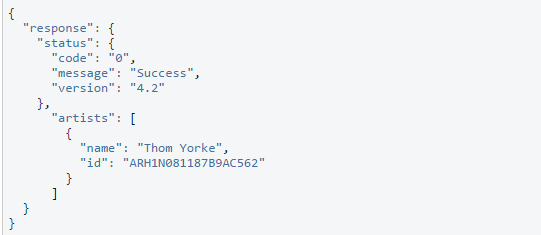 {
  "response": {
    "status": {
      "code": "0",
      "message": "Success",
      "version": "4.2"
    },
      "artists": [
        {
          "name": "Thom Yorke",
          "id": "ARH1N081187B9AC562"
        }
      ]
  }
}